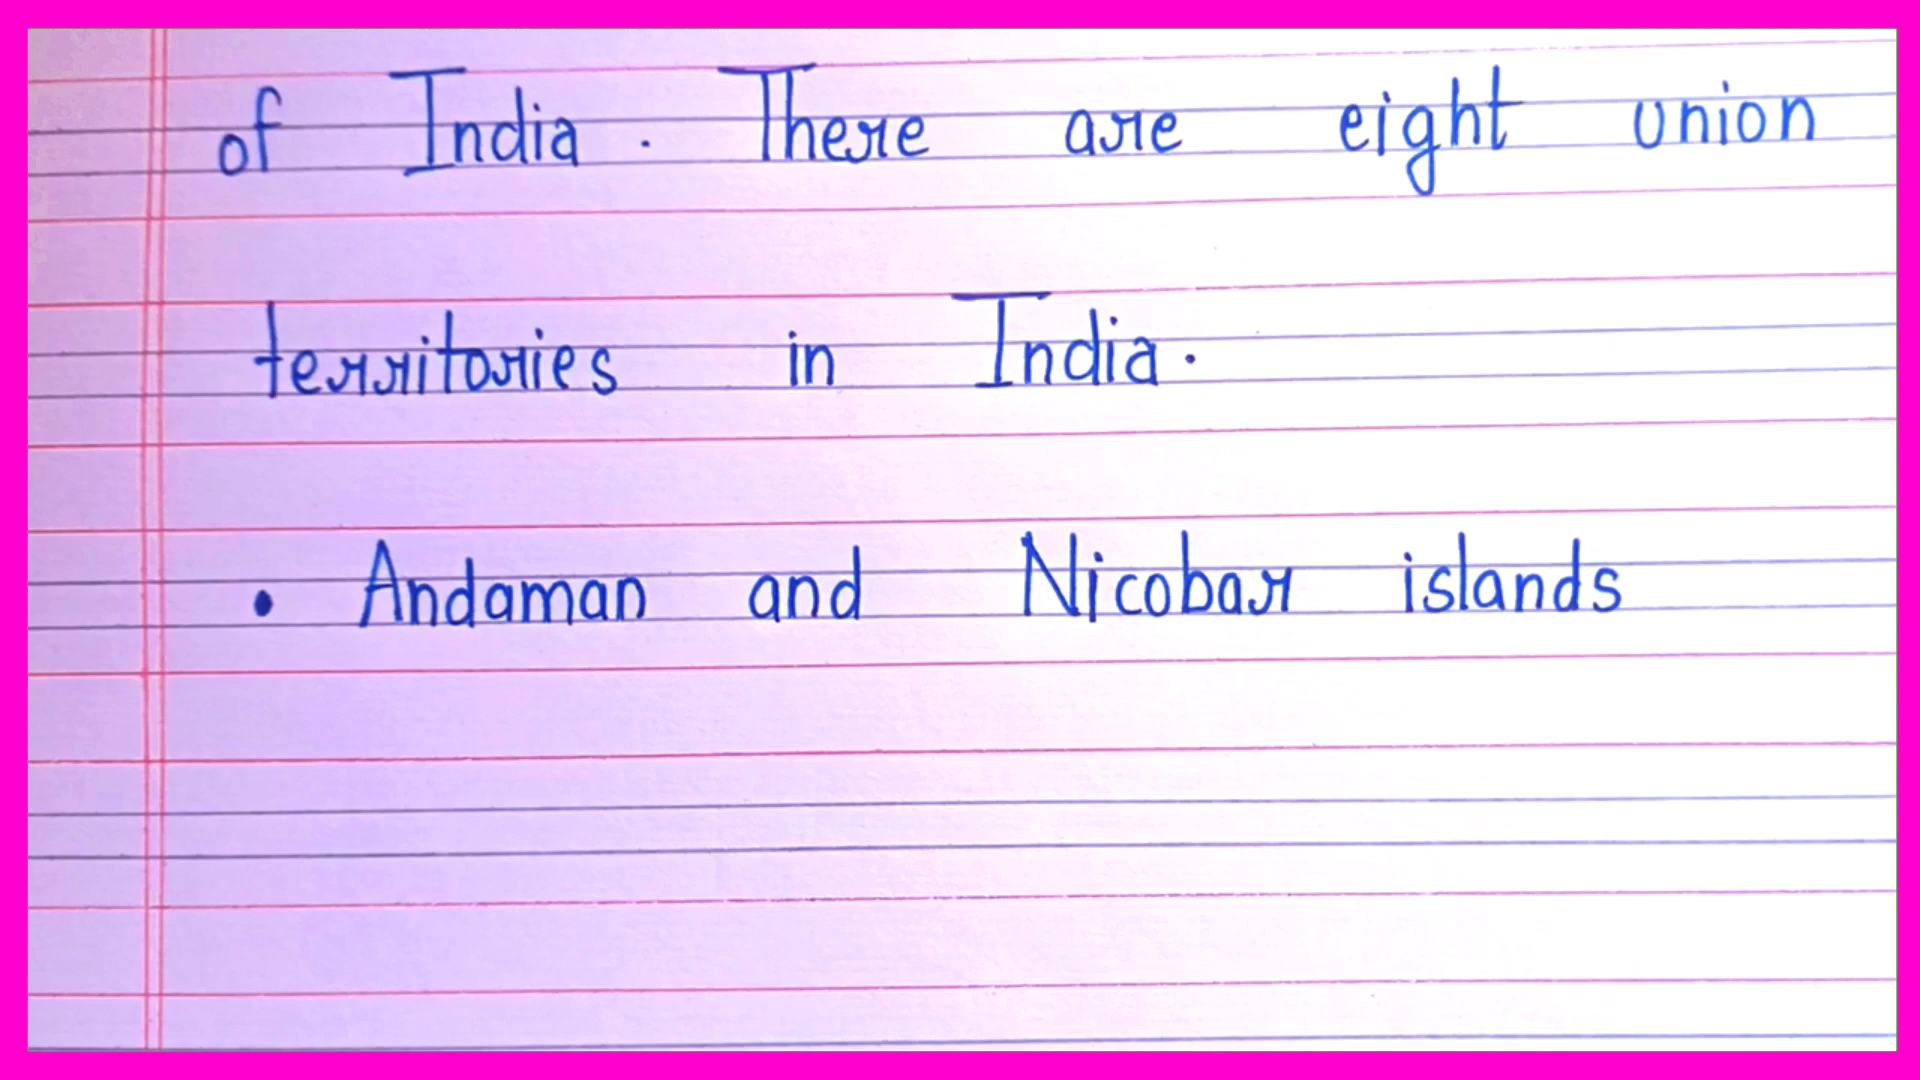 of India. There are eight union
territories in India.
• Andaman and Nicobar islands